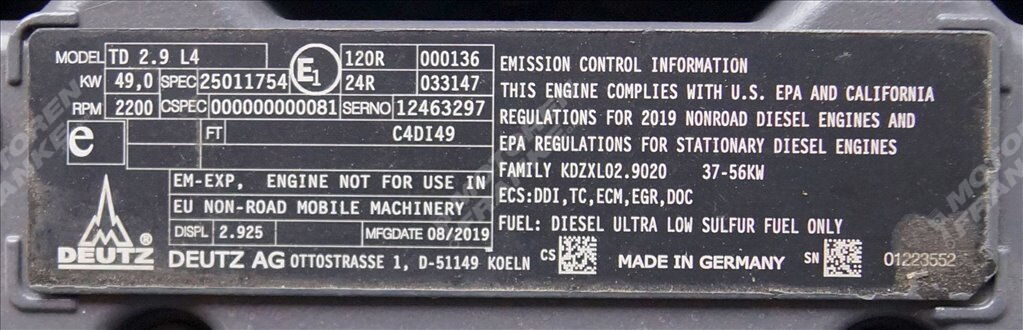 MODEL TD 2.9 L4
KW 49,0 SPEC 25011754
RPM 2200 CSPEC 000000000081 SERNO 12463297
E1
120R 000136
24R 033147
e FT C4DI49
EM-EXP, ENGINE NOT FOR USE IN
EU NON-ROAD MOBILE MACHINERY
DISPL 2.925 MFGDATE 08/2019
DEUTZ ®
DEUTZ AG OTTOSTRASSE 1, D-51149 KOELN
EMISSION CONTROL INFORMATION
THIS ENGINE COMPLIES WITH U.S. EPA AND CALIFORNIA
REGULATIONS FOR 2019 NONROAD DIESEL ENGINES AND
EPA REGULATIONS FOR STATIONARY DIESEL ENGINES
FAMILY KDZXL02.9020 37-56KW
ECS:DDI,TC,ECM,EGR,DOC
FUEL: DIESEL ULTRA LOW SULFUR FUEL ONLY
CS MADE IN GERMANY SN 01223552